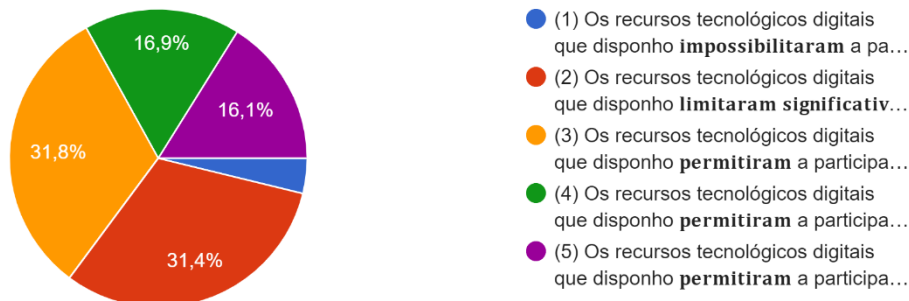 16,9%
16,1%
31,8%
31,4%
(1) Os recursos tecnológicos digitais
que disponho impossibilitaram a pa…
(2) Os recursos tecnológicos digitais
que disponho limitaram significativ…
(3) Os recursos tecnológicos digitais
que disponho permitiram a participa…
(4) Os recursos tecnológicos digitais
que disponho permitiram a participa…
(5) Os recursos tecnológicos digitais
que disponho permitiram a participa…